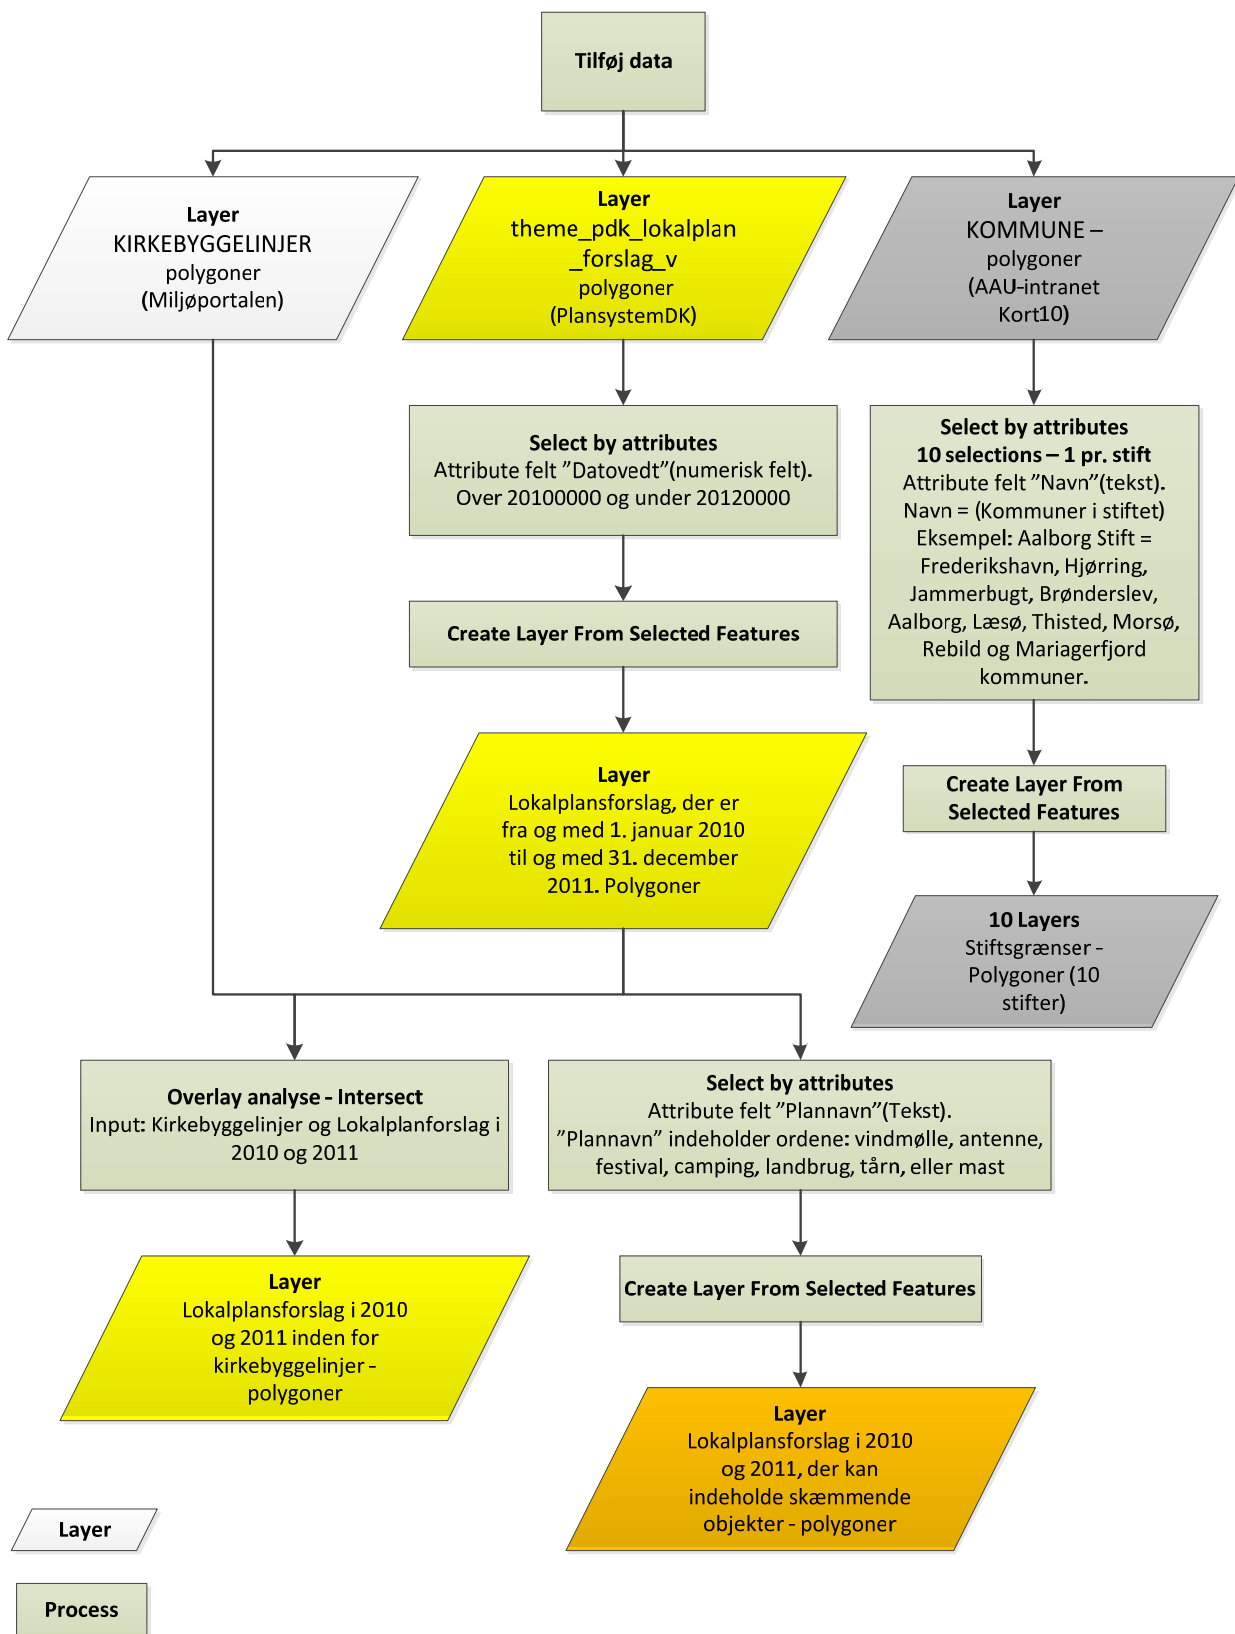 Tilføj data
Layer
KIRKEBYGGELINJER
polygoner
(Miljøportalen)
Layer
theme_pdk_lokalplan
_forslag_v
polygoner
(PlansystemDK)
Layer
KOMMUNE –
polygoner
(AAU-intranet
Kort10)
Select by attributes
Attribute felt ”Datovedt”(numerisk felt).
Over 20100000 og under 20120000
Select by attributes
10 selections – 1 pr. stift
Attribute felt ”Navn”(tekst).
Navn = (Kommuner i stiftet)
Eksempel: Aalborg Stift =
Frederikshavn, Hjørring,
Jammerbugt, Brønderslev,
Aalborg, Læsø, Thisted, Morsø,
Rebild og Mariagerfjord
kommuner.
Create Layer From Selected Features
Layer
Lokalplansforslag, der er
fra og med 1. januar 2010
til og med 31. december
2011. Polygoner
Create Layer From
Selected Features
10 Layers
Stiftsgrænser -
Polygoner (10
stifter)
Overlay analyse - Intersect
Input: Kirkebyggelinjer og Lokalplanforslag i
2010 og 2011
Select by attributes
Attribute felt ”Plannavn”(Tekst).
”Plannavn” indeholder ordene: vindmølle, antenne,
festival, camping, landbrug, tårn, eller mast
Layer
Lokalplansforslag i 2010
og 2011 inden for
kirkebyggelinjer -
polygoner
Create Layer From Selected Features
Layer
Lokalplansforslag i 2010
og 2011, der kan
indeholde skæmmende
objekter - polygoner
Layer
Process